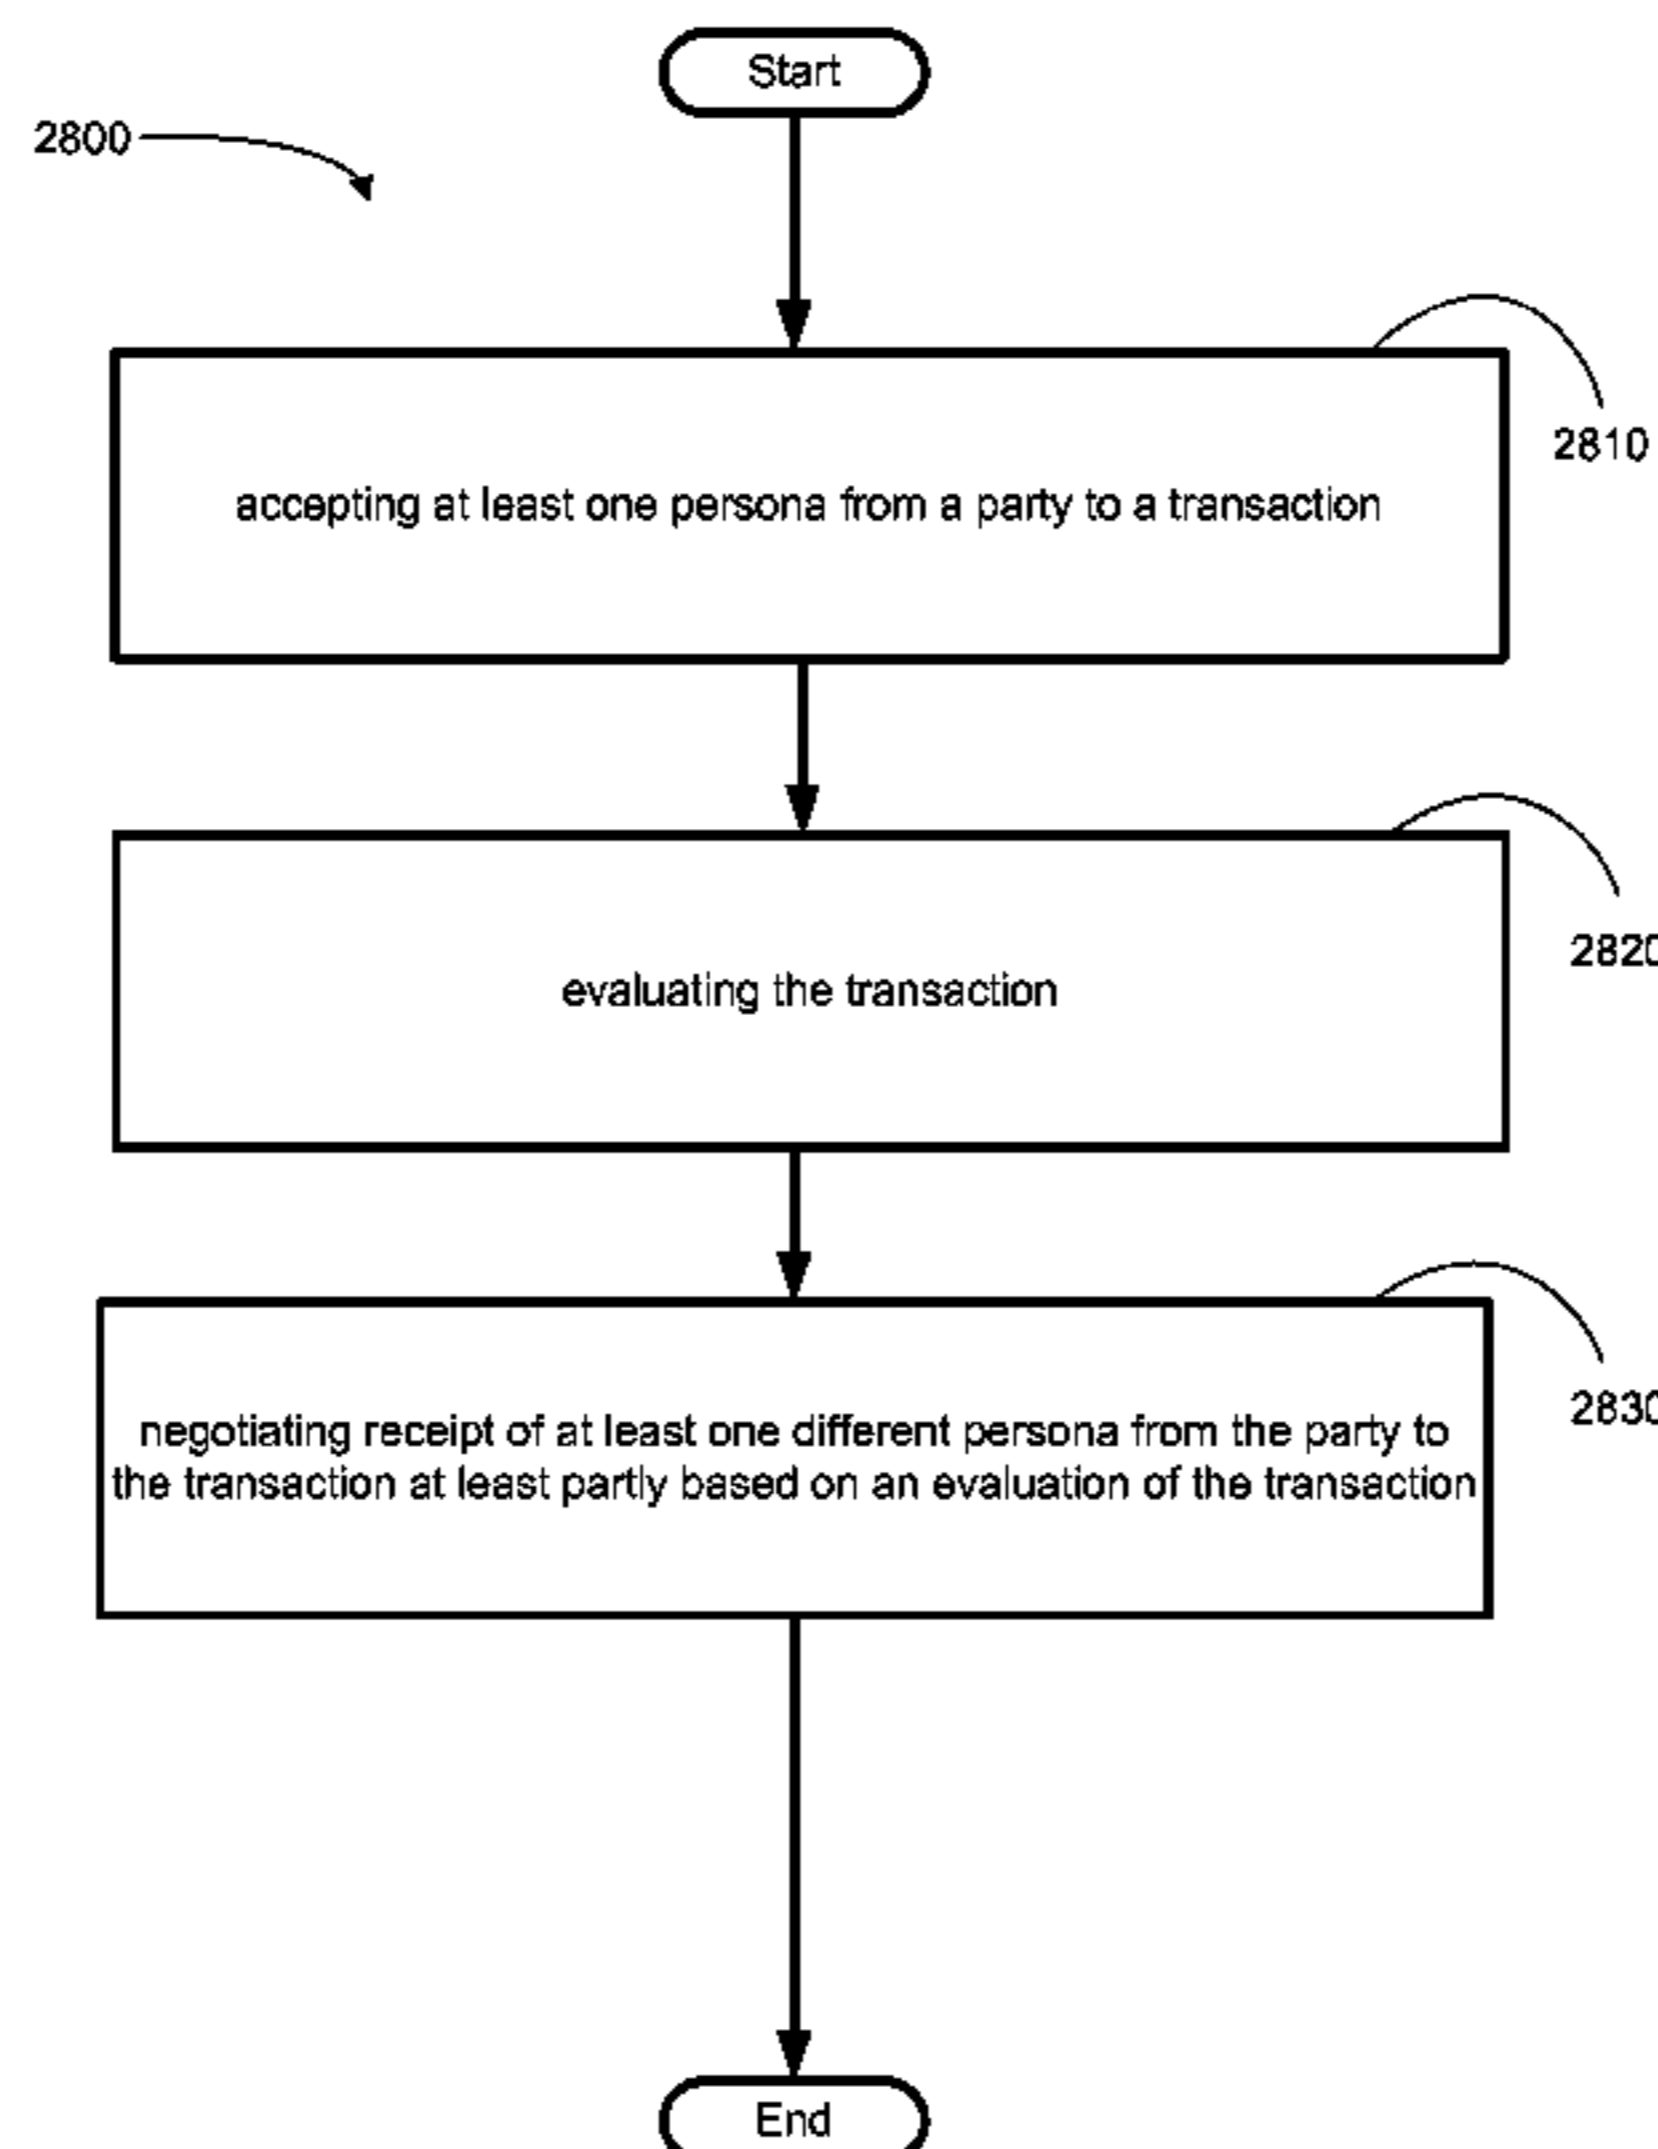 Start
2800
2810
accepting at least one persona from a party to a transaction
2820
evaluating the transaction
2830
negotiating receipt of at least one different persona from the party to
the transaction at least partly based on an evaluation of the transaction
End